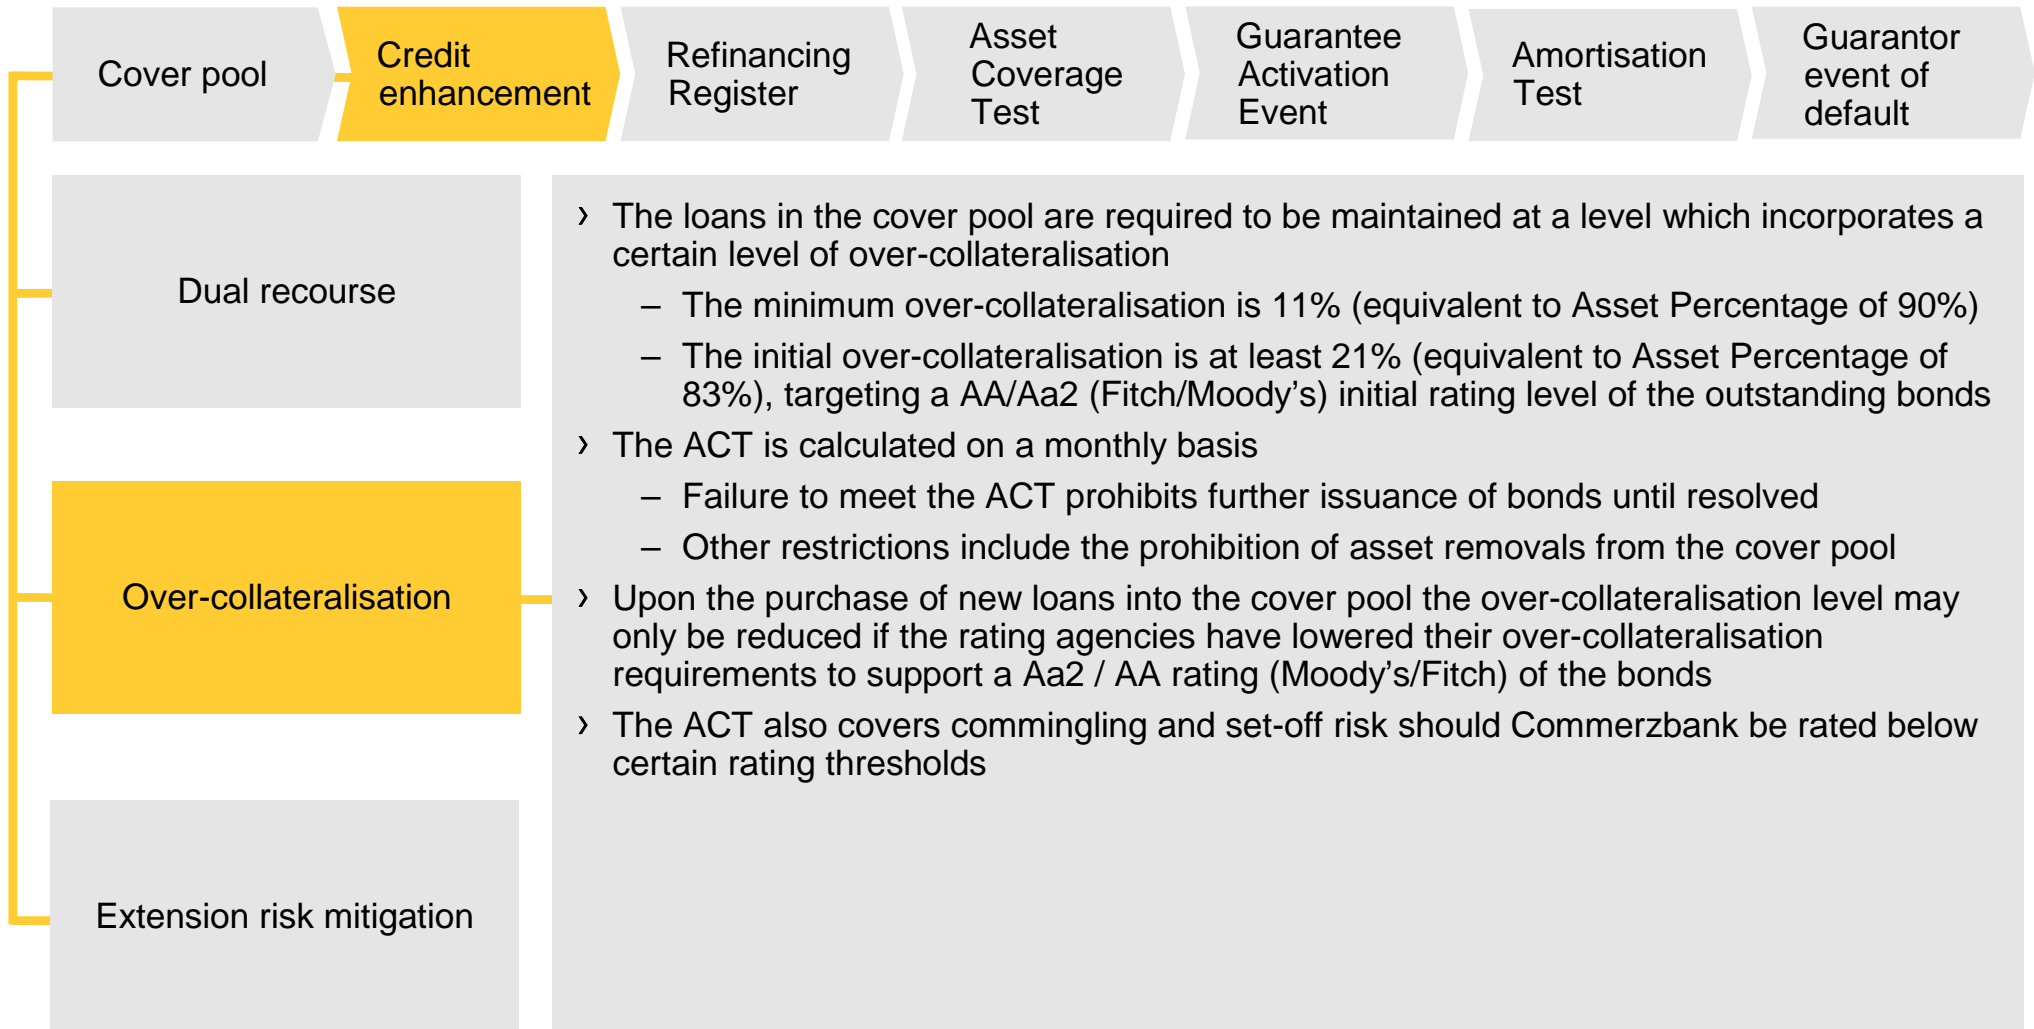 Cover pool
Credit
enhancement
Refinancing
Register
Asset
Coverage
Test
Guarantee
Activation
Event
Amortisation
Test
Guarantor
event of
default
Dual recourse
Over-collateralisation
Extension risk mitigation
› The loans in the cover pool are required to be maintained at a level which incorporates a
certain level of over-collateralisation
– The minimum over-collateralisation is 11% (equivalent to Asset Percentage of 90%)
– The initial over-collateralisation is at least 21% (equivalent to Asset Percentage of
83%), targeting a AA/Aa2 (Fitch/Moody’s) initial rating level of the outstanding bonds
› The ACT is calculated on a monthly basis
– Failure to meet the ACT prohibits further issuance of bonds until resolved
– Other restrictions include the prohibition of asset removals from the cover pool
› Upon the purchase of new loans into the cover pool the over-collateralisation level may
only be reduced if the rating agencies have lowered their over-collateralisation
requirements to support a Aa2 / AA rating (Moody’s/Fitch) of the bonds
› The ACT also covers commingling and set-off risk should Commerzbank be rated below
certain rating thresholds